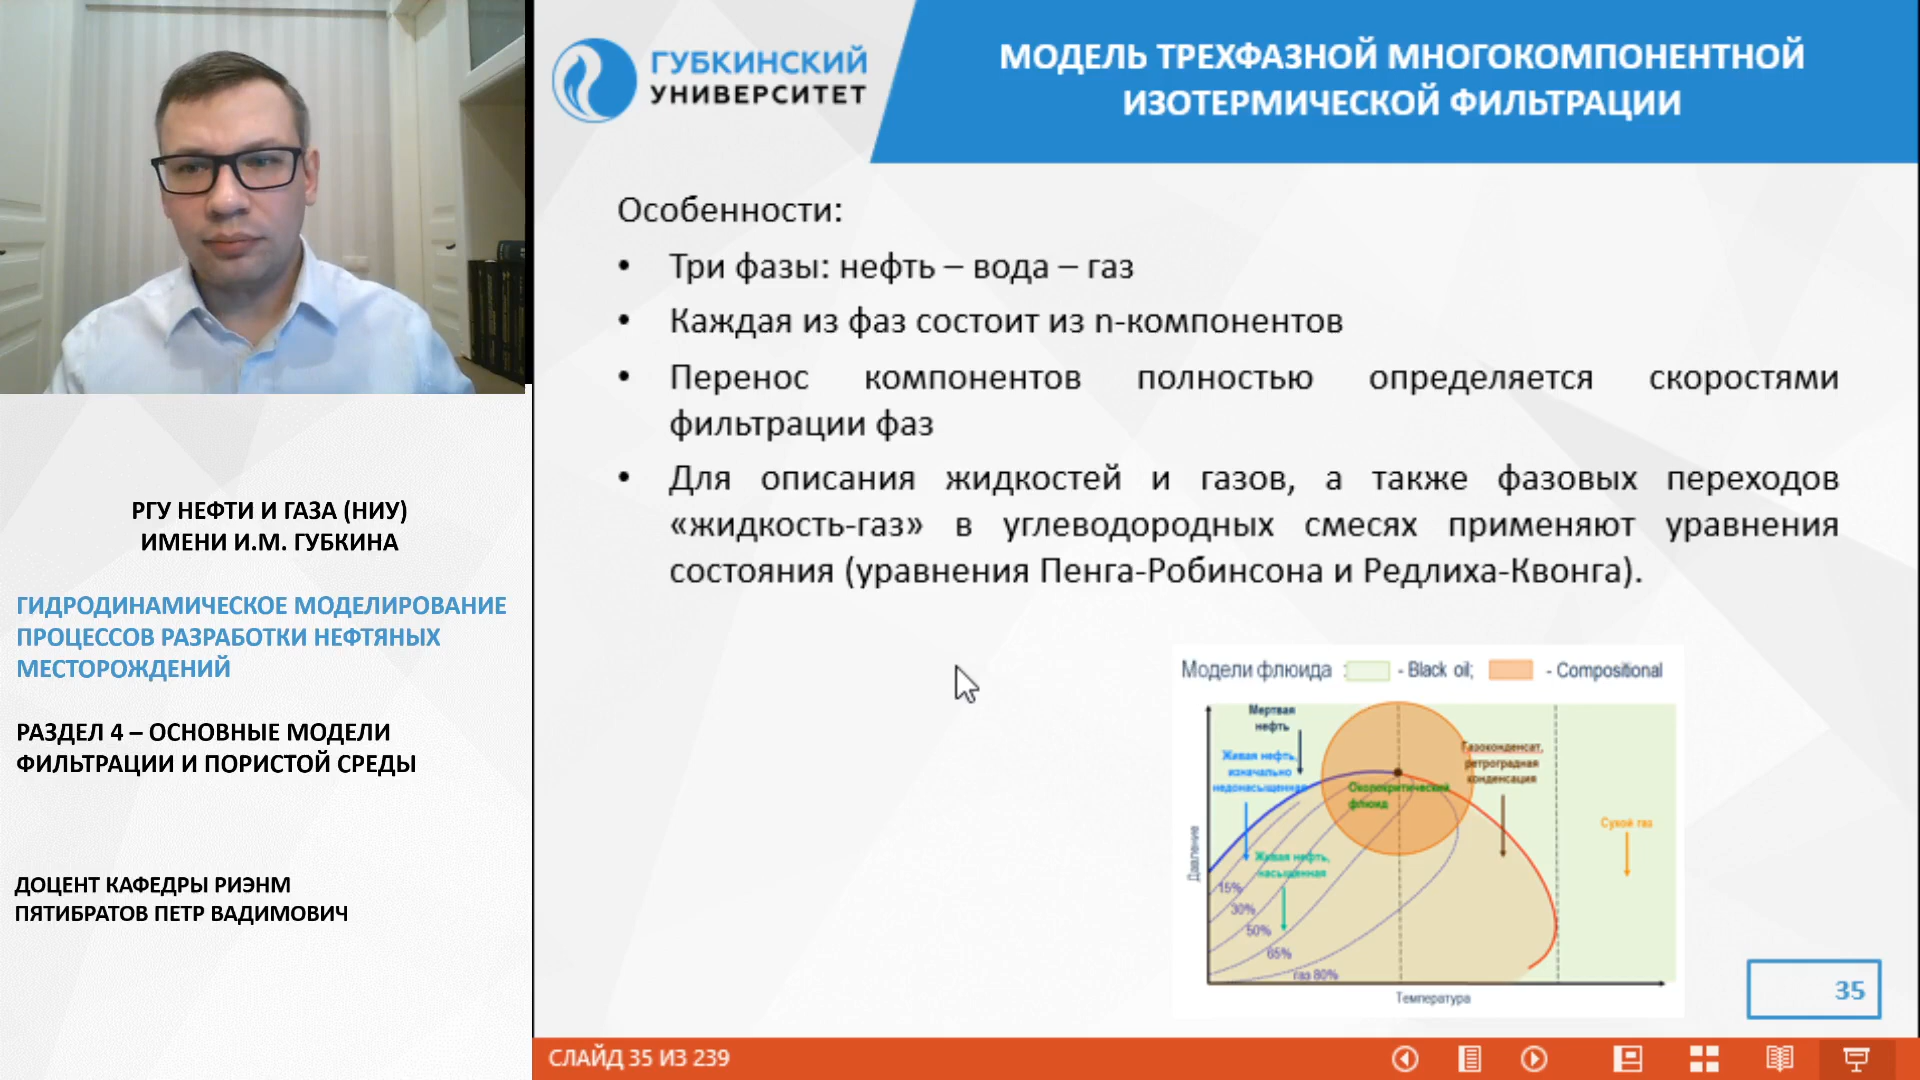 ГУБКИНСКИЙ
УНИВЕРСИТЕТ
МОДЕЛЬ ТРЕХФАЗНОЙ МНОГОКОМПОНЕНТНОЙ
ИЗОТЕРМИЧЕСКОЙ ФИЛЬТРАЦИИ
Особенности:
• Три фазы: нефть – вода – газ
• Каждая из фаз состоит из n-компонентов
• Перенос компонентов полностью определяется скоростями
фильтрации фаз
• Для описания жидкостей и газов, а также фазовых переходов
«жидкость-газ» в углеводородных смесях применяют уравнения
состояния (уравнения Пенга-Робинсона и Редлиха-Квонга).
Модели флюида : - Black oil; - Compositional
Мертвая
нефть
Живая нефть,
изначально
недонасыщенная
Околокритический
флюид
Газоконденсат,
ретроградная
конденсация
Сухой газ
Живая нефть,
насыщенная
15%
30%
50%
65%
газ 80%
Давление
Температура
35
РГУ НЕФТИ И ГАЗА (НИУ)
ИМЕНИ И.М. ГУБКИНА
ГИДРОДИНАМИЧЕСКОЕ МОДЕЛИРОВАНИЕ
ПРОЦЕССОВ РАЗРАБОТКИ НЕФТЯНЫХ
МЕСТОРОЖДЕНИЙ
РАЗДЕЛ 4 – ОСНОВНЫЕ МОДЕЛИ
ФИЛЬТРАЦИИ И ПОРИСТОЙ СРЕДЫ
ДОЦЕНТ КАФЕДРЫ РИЭНМ
ПЯТИБРАТОВ ПЕТР ВАДИМОВИЧ
СЛАЙД 35 ИЗ 239